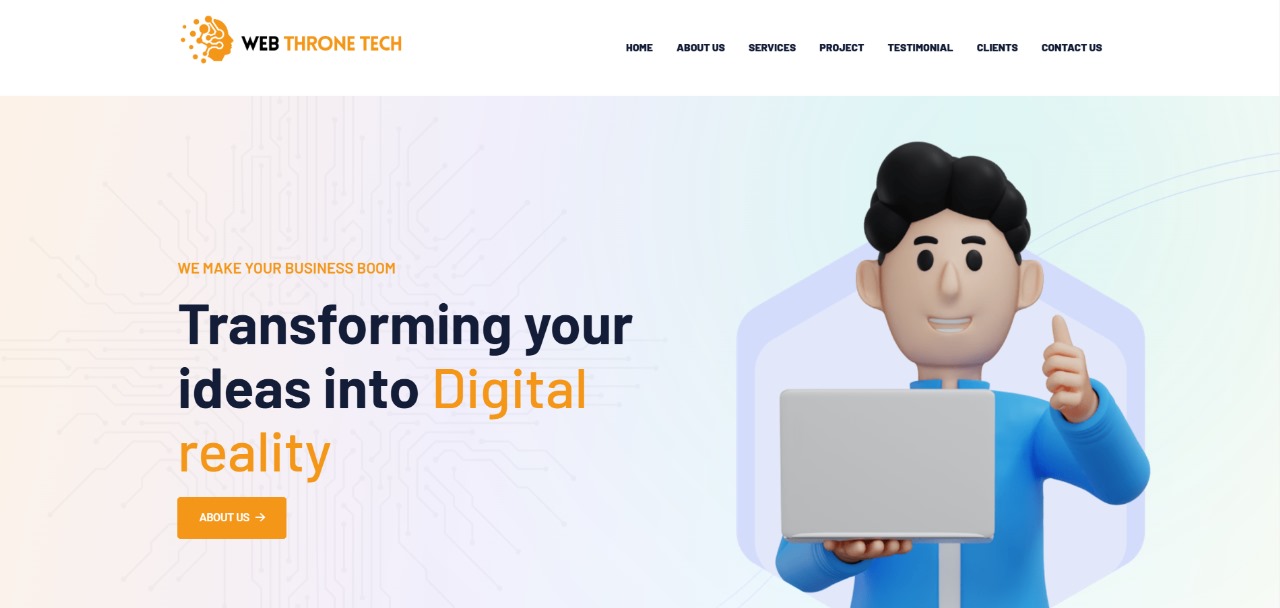 WEB THRONE TECH
HOME ABOUT US SERVICES PROJECT TESTIMONIAL CLIENTS CONTACT US
WE MAKE YOUR BUSINESS BOOM
Transforming your
ideas into Digital
reality
ABOUT US →